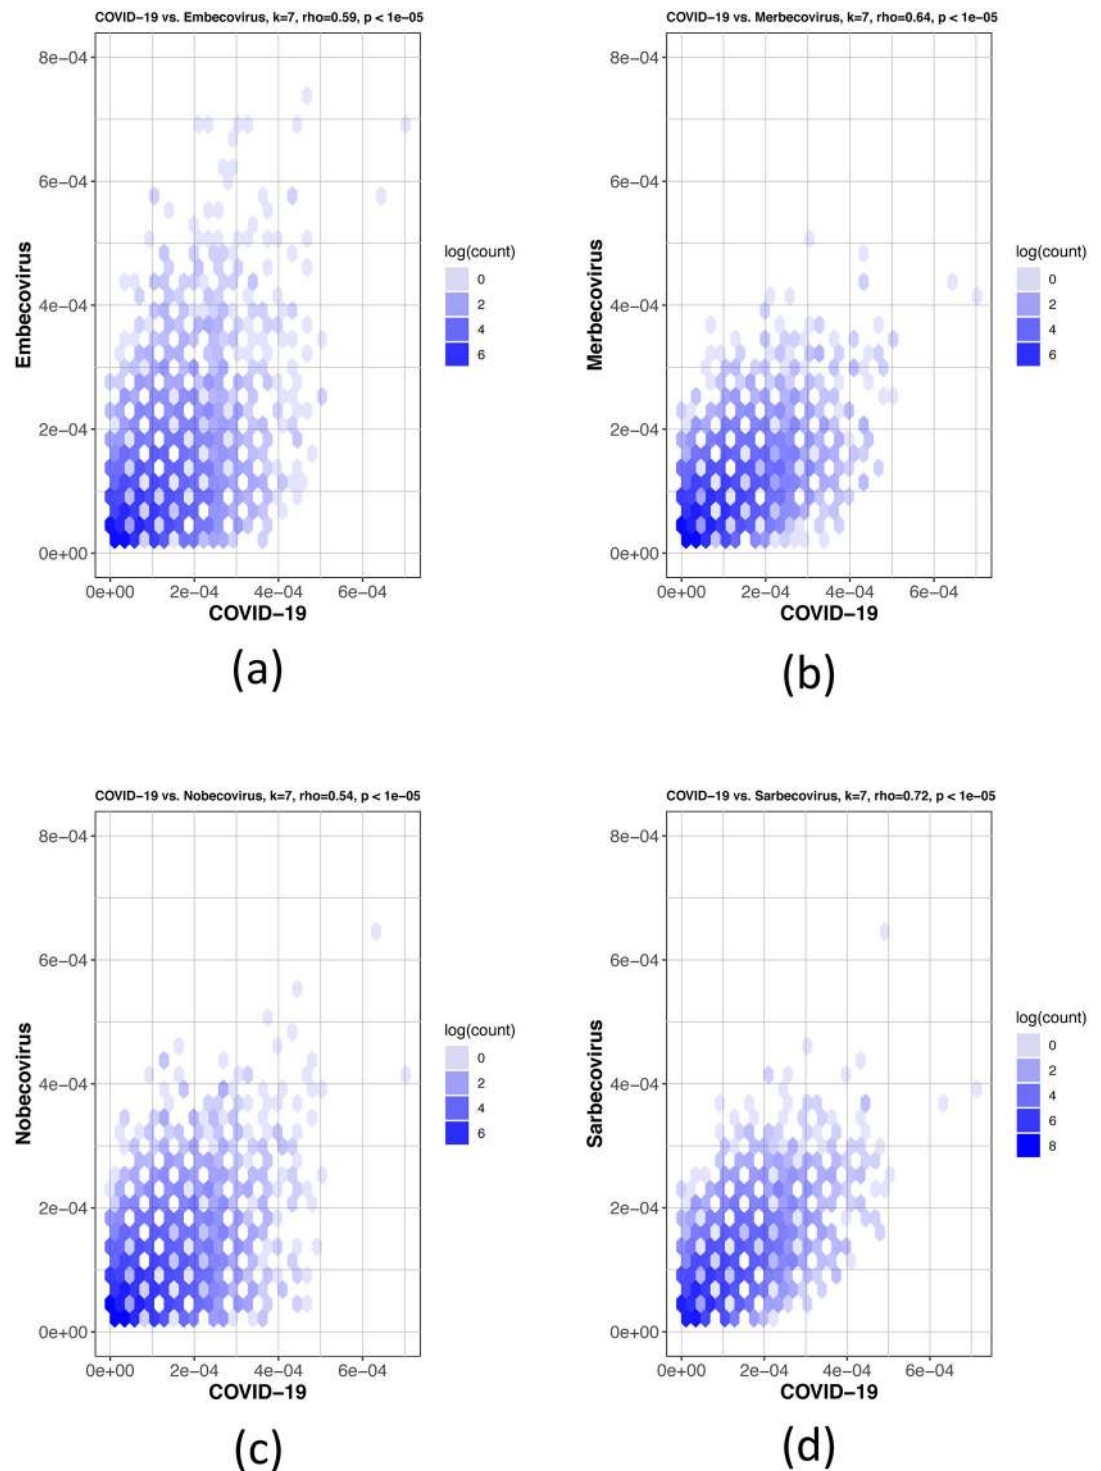 COVID−19 vs. Embecovirus, k=7, rho=0.59, p < 1e−05
8e−04
6e−04
4e−04
2e−04
0e+00
Embecovirus
0e+00 2e−04 4e−04 6e−04
COVID−19
log(count)
0
2
4
6
(a)
COVID−19 vs. Merbecovirus, k=7, rho=0.64, p < 1e−05
8e−04
6e−04
4e−04
2e−04
0e+00
Merbecovirus
0e+00 2e−04 4e−04 6e−04
COVID−19
log(count)
0
2
4
6
(b)
COVID−19 vs. Nobecovirus, k=7, rho=0.54, p < 1e−05
8e−04
6e−04
4e−04
2e−04
0e+00
Nobecovirus
0e+00 2e−04 4e−04 6e−04
COVID−19
log(count)
0
2
4
6
(c)
COVID−19 vs. Sarbecovirus, k=7, rho=0.72, p < 1e−05
8e−04
6e−04
4e−04
2e−04
0e+00
Sarbecovirus
0e+00 2e−04 4e−04 6e−04
COVID−19
log(count)
0
2
4
6
8
(d)